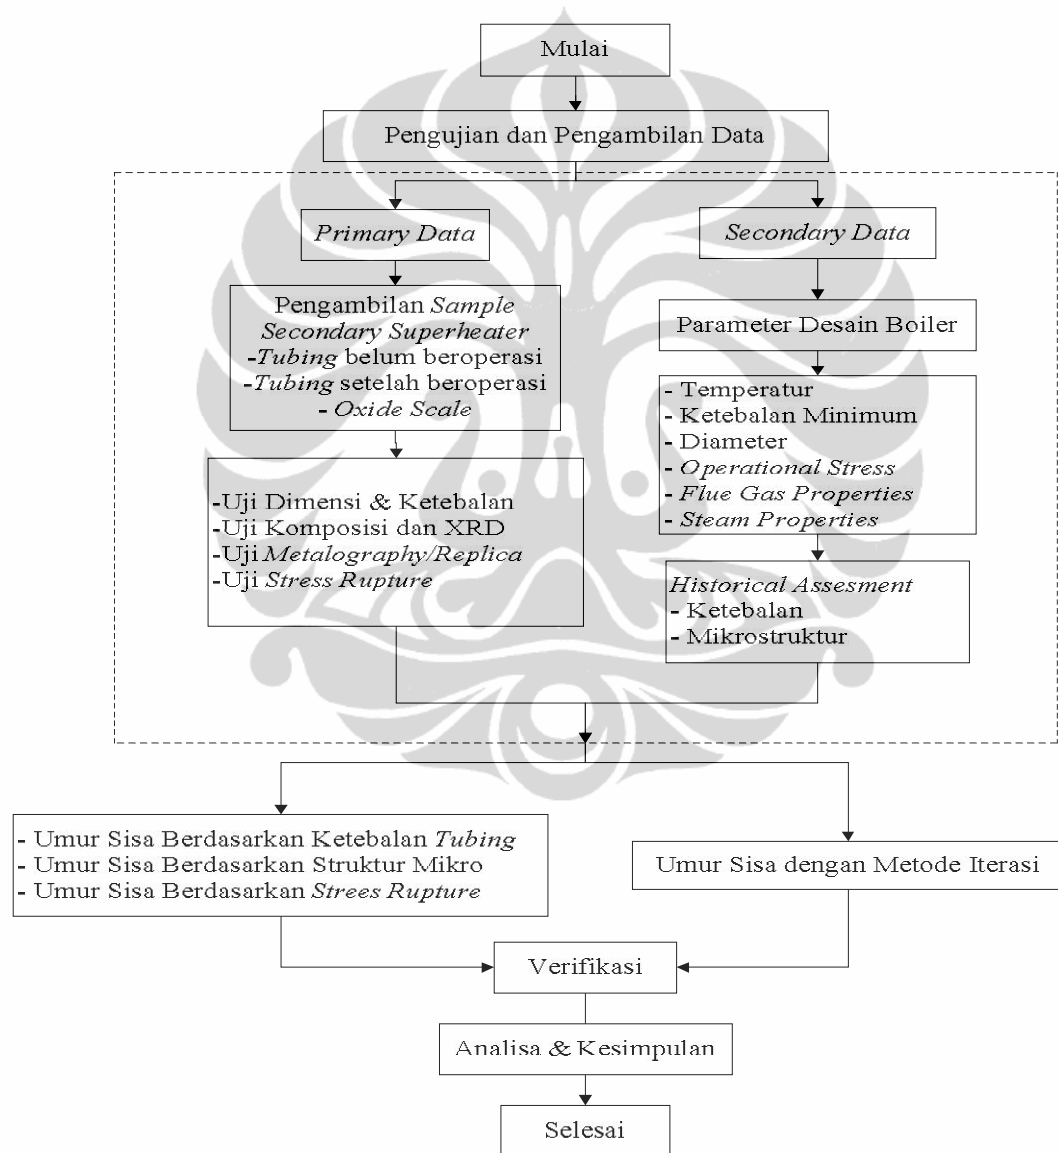 Mulai
Pengujian dan Pengambilan Data
Primary Data
Secondary Data
Pengambilan Sample
Secondary Superheater
-Tubing belum beroperasi
-Tubing setelah beroperasi
- Oxide Scale
Parameter Desain Boiler
- Temperatur
- Ketebalan Minimum
- Diameter
- Operational Stress
- Flue Gas Properties
- Steam Properties
-Uji Dimensi & Ketebalan
-Uji Komposisi dan XRD
-Uji Metalography/Replica
-Uji Stress Rupture
Historical Assesment
- Ketebalan
- Mikrostruktur
- Umur Sisa Berdasarkan Ketebalan Tubing
- Umur Sisa Berdasarkan Struktur Mikro
- Umur Sisa Berdasarkan Strees Rupture
Umur Sisa dengan Metode Iterasi
Verifikasi
Analisa & Kesimpulan
Selesai